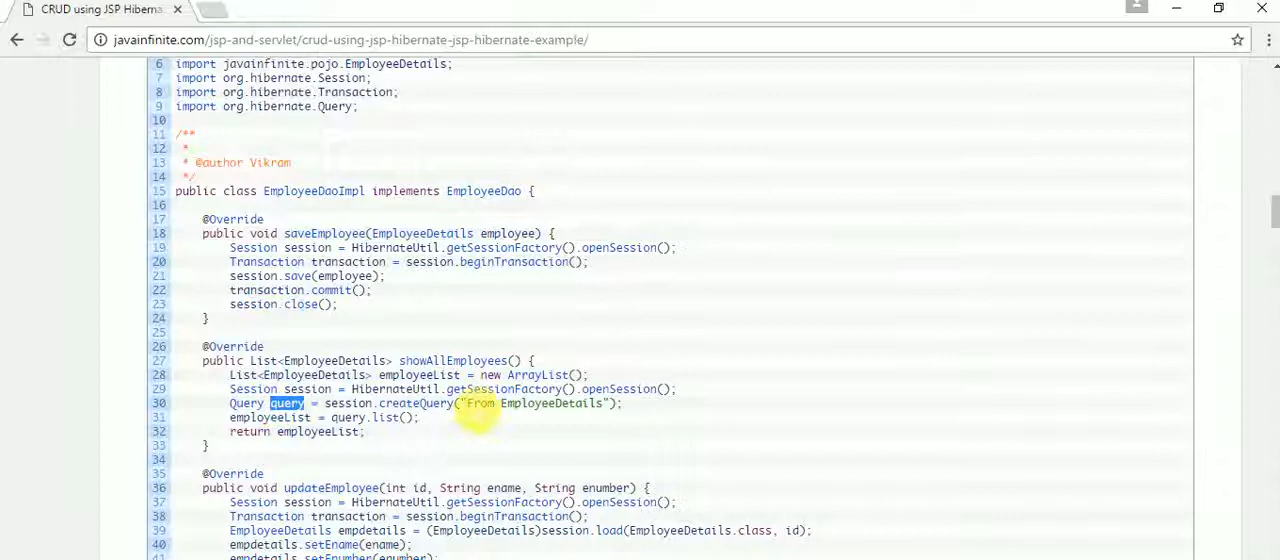 CRUD using JSP Hiberna
javainfinite.com/jsp-and-servlet/crud-using-jsp-hibernate-jsp-hibernate-example/
6 import javainfinite.pojo.EmployeeDetails;
7 import org.hibernate.Session;
8 import org.hibernate.Transaction;
9 import org.hibernate.Query;
10
11 /**
12 *
13 * @author Vikram
14 */
15 public class EmployeeDaoImpl implements EmployeeDao {
16
17 @Override
18 public void saveEmployee(EmployeeDetails employee) {
19 Session session = HibernateUtil.getSessionFactory().openSession();
20 Transaction transaction = session.beginTransaction();
21 session.save(employee);
22 transaction.commit();
23 session.close();
24 }
25
26 @Override
27 public List<EmployeeDetails> showAllEmployees() {
28 List<EmployeeDetails> employeeList = new ArrayList();
29 Session session = HibernateUtil.getSessionFactory().openSession();
30 Query query = session.createQuery("From EmployeeDetails");
31 employeeList = query.list();
32 return employeeList;
33 }
34
35 @Override
36 public void updateEmployee(int id, String ename, String enumber) {
37 Session session = HibernateUtil.getSessionFactory().openSession();
38 Transaction transaction = session.beginTransaction();
39 EmployeeDetails empdetails = (EmployeeDetails)session.load(EmployeeDetails.class, id);
40 empdetails.setEname(ename);
41 empdetails.setEnumber(enumber);